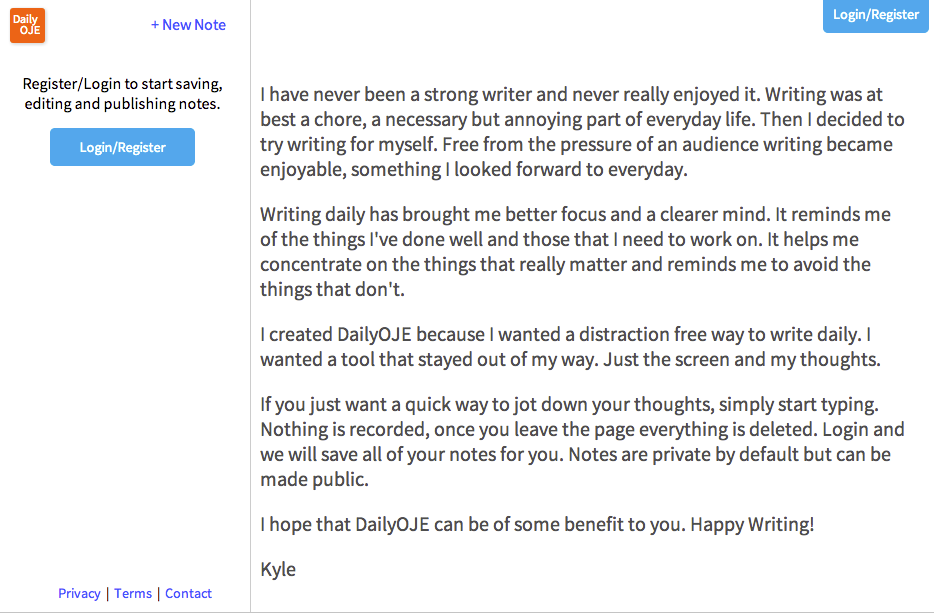 Daily
OJE
+ New Note
Register/Login to start saving,
editing and publishing notes.
Login/Register
Privacy | Terms | Contact
Login/Register
I have never been a strong writer and never really enjoyed it. Writing was at
best a chore, a necessary but annoying part of everyday life. Then I decided to
try writing for myself. Free from the pressure of an audience writing became
enjoyable, something I looked forward to everyday.
Writing daily has brought me better focus and a clearer mind. It reminds me
of the things I've done well and those that I need to work on. It helps me
concentrate on the things that really matter and reminds me to avoid the
things that don't.
I created DailyOJE because I wanted a distraction free way to write daily. I
wanted a tool that stayed out of my way. Just the screen and my thoughts.
If you just want a quick way to jot down your thoughts, simply start typing.
Nothing is recorded, once you leave the page everything is deleted. Login and
we will save all of your notes for you. Notes are private by default but can be
made public.
I hope that DailyOJE can be of some benefit to you. Happy Writing!
Kyle